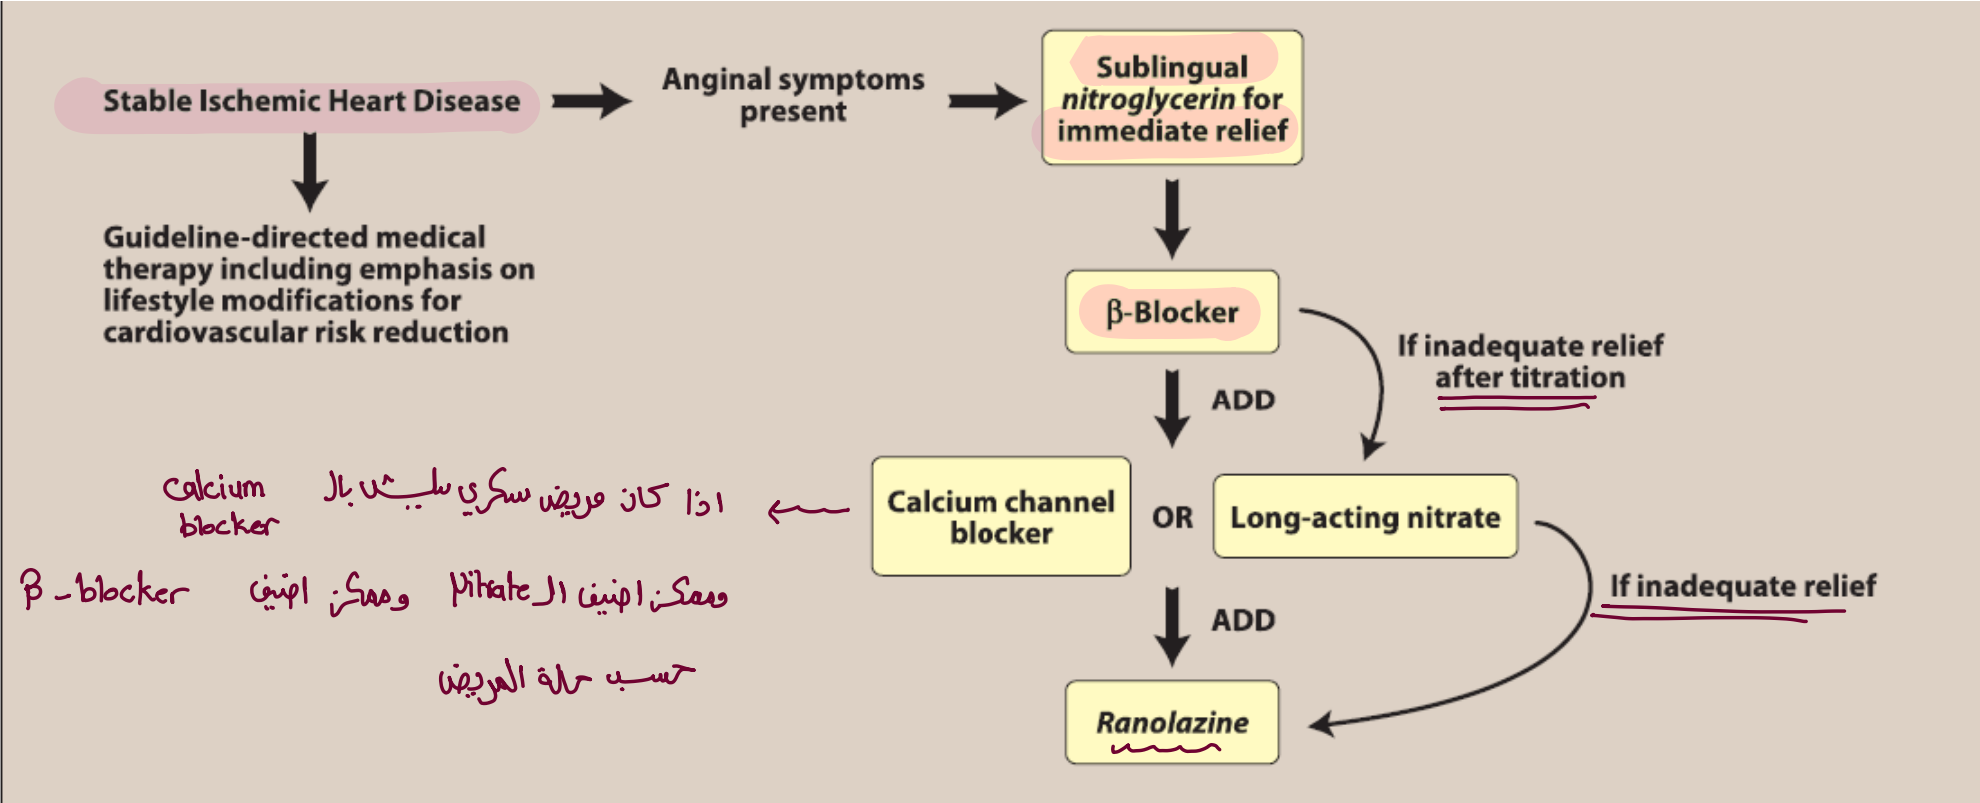 Stable Ischemic Heart Disease
Anginal symptoms
present
Sublingual
nitroglycerin for
immediate relief
Guideline-directed medical
therapy including emphasis on
lifestyle modifications for
cardiovascular risk reduction
β-Blocker
If inadequate relief
after titration
ADD
Calcium channel
blocker
OR
Long-acting nitrate
اذا كان مريض سكري بلش بال calcium
blocker
وممكن اضيف ال Nitrate وممكن اضيف β-blocker
حسب حالة المريض
If inadequate relief
ADD
Ranolazine